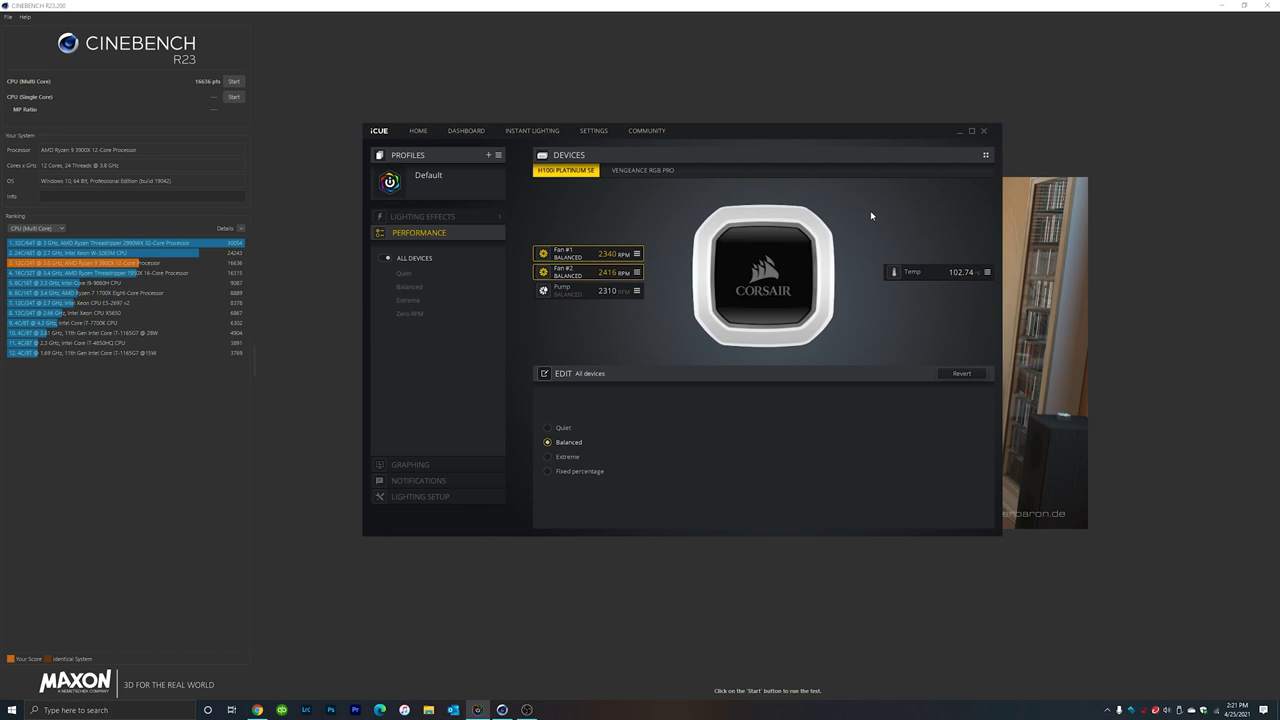 CINEBENCH R23.200
File Help
CINEBENCH
R23
CPU (Multi Core) 16636 pts Start
CPU (Single Core) --- Start
MP Ratio ---
Your System
Processor AMD Ryzen 9 3900X 12-Core Processor
Cores x GHz 12 Cores, 24 Threads @ 3.8 GHz
OS Windows 10, 64 Bit, Professional Edition (build 19042)
Info
Ranking
CPU (Multi Core) Details
1. 32C/64T @ 3 GHz, AMD Ryzen Threadripper 2990WX 32-Core Processor 30054
2. 24C/48T @ 2.7 GHz, Intel Xeon W-3265M CPU 24243
3. 12C/24T @ 3.8 GHz, AMD Ryzen 9 3900X 12-Core Processor 16636
4. 16C/32T @ 3.4 GHz, AMD Ryzen Threadripper 1950X 16-Core Processor 16315
5. 8C/16T @ 2.3 GHz, Intel Core i9-9880H CPU 9087
6. 8C/16T @ 3.4 GHz, AMD Ryzen 7 1700X Eight-Core Processor 8889
7. 12C/24T @ 2.7 GHz, Intel Xeon CPU E5-2697 v2 8378
8. 12C/24T @ 2.66 GHz, Intel Xeon CPU X5650 6867
9. 4C/8T @ 4.2 GHz, Intel Core i7-7700K CPU 6302
10. 4C/8T @ 2.81 GHz, 11th Gen Intel Core i7-1165G7 @ 28W 4904
11. 4C/8T @ 2.3 GHz, Intel Core i7-4850HQ CPU 3891
12. 4C/8T @ 1.69 GHz, 11th Gen Intel Core i7-1165G7 @15W 3769
Your Score Identical System
MAXON
A NEMETSCHEK COMPANY
3D FOR THE REAL WORLD
Click on the 'Start' button to run the test.
iCUE HOME DASHBOARD INSTANT LIGHTING SETTINGS COMMUNITY
PROFILES
Default
LIGHTING EFFECTS 1
PERFORMANCE
ALL DEVICES
Quiet
Balanced
Extreme
Zero RPM
GRAPHING
NOTIFICATIONS
LIGHTING SETUP
DEVICES
H100i PLATINUM SE VENGEANCE RGB PRO
Fan #1
BALANCED 2340 RPM
Fan #2
BALANCED 2416 RPM
Pump
BALANCED 2310 RPM
CORSAIR
Temp 102.74 °F
EDIT All devices Revert
Quiet
Balanced
Extreme
Fixed percentage
erbaron.de
Type here to search
2:21 PM
4/25/2021